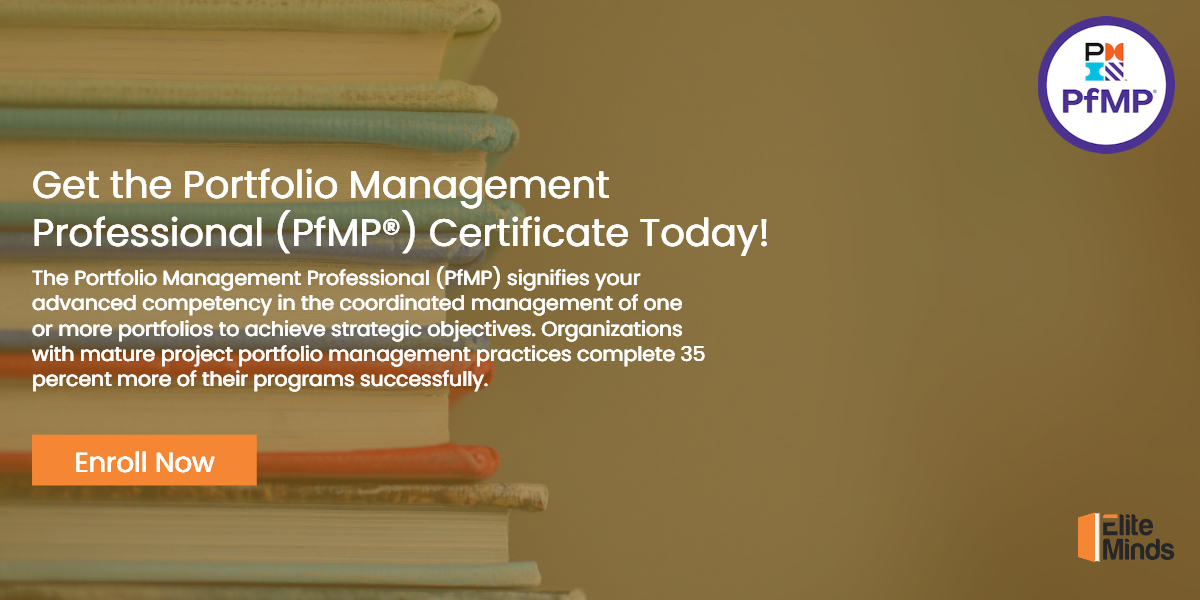 PM
PfMP®
Get the Portfolio Management
Professional (PfMP®) Certificate Today!
The Portfolio Management Professional (PfMP) signifies your
advanced competency in the coordinated management of one
or more portfolios to achieve strategic objectives. Organizations
with mature project portfolio management practices complete 35
percent more of their programs successfully.
Enroll Now
Elite
Minds